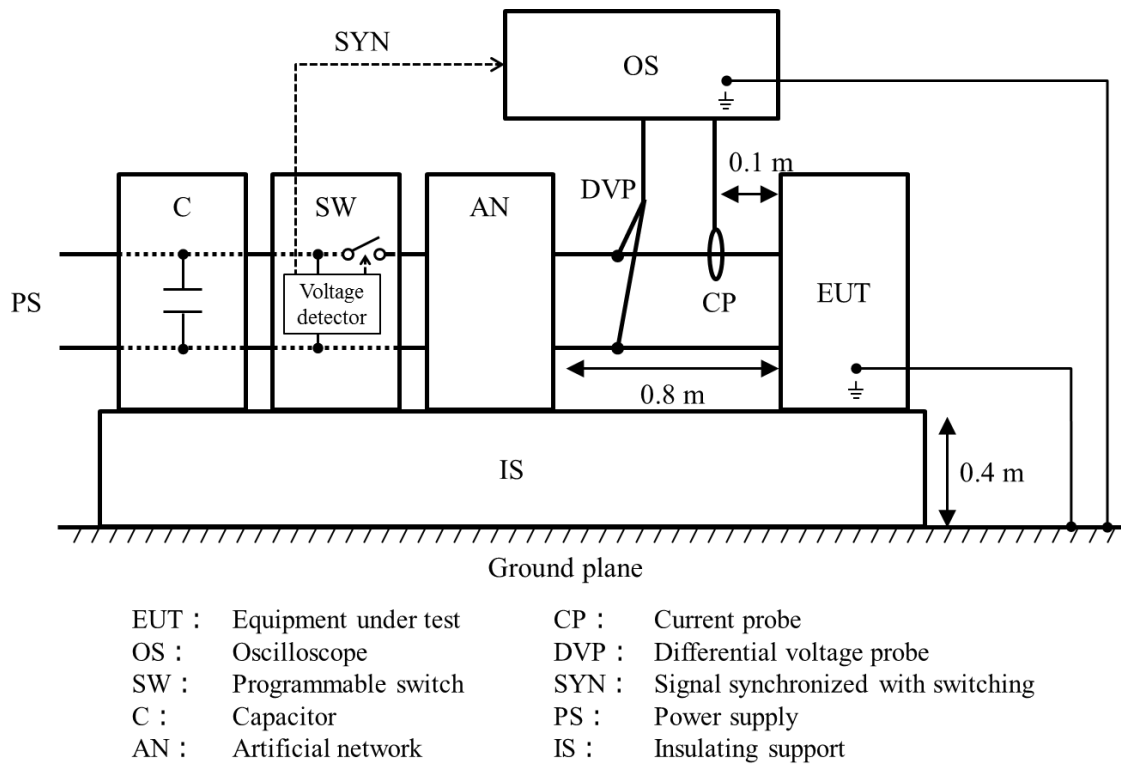 SYN
OS
0.1 m
C
SW
AN
DVP
PS
Voltage
detector
CP
EUT
0.8 m
IS
0.4 m
Ground plane
EUT : Equipment under test
OS : Oscilloscope
SW : Programmable switch
C : Capacitor
AN : Artificial network
CP : Current probe
DVP : Differential voltage probe
SYN : Signal synchronized with switching
PS : Power supply
IS : Insulating support